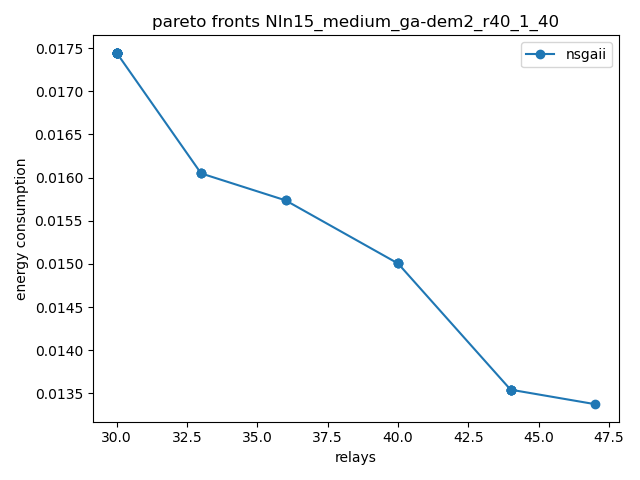 pareto fronts NIn15_medium_ga-dem2_r40_1_40
nsgaii
0.0175
0.0170
0.0165
0.0160
0.0155
0.0150
0.0145
0.0140
0.0135
energy consumption
30.0 32.5 35.0 37.5 40.0 42.5 45.0 47.5
relays